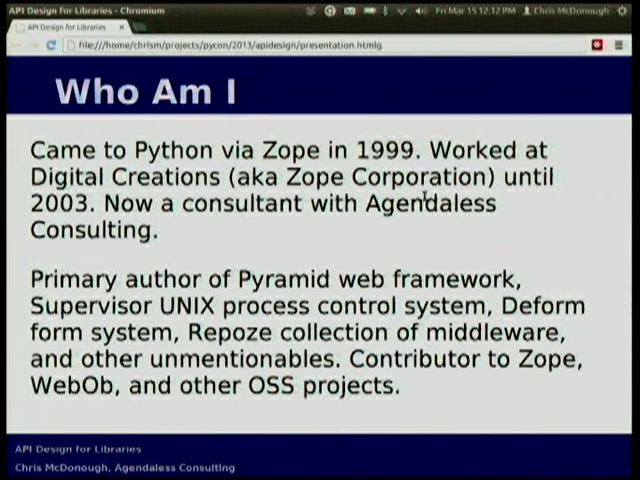 API Design for Libraries - Chromium
Fri Mar 15 12:12 PM Chris McDonough
API Design for Libraries
file:///home/chrism/projects/pycon/2013/apidesign/presentation.html
Who Am I
Came to Python via Zope in 1999. Worked at
Digital Creations (aka Zope Corporation) until
2003. Now a consultant with Agendaless
Consulting.
Primary author of Pyramid web framework,
Supervisor UNIX process control system, Deform
form system, Repoze collection of middleware,
and other unmentionables. Contributor to Zope,
WebOb, and other OSS projects.
API Design for Libraries
Chris McDonough, Agendaless Consulting